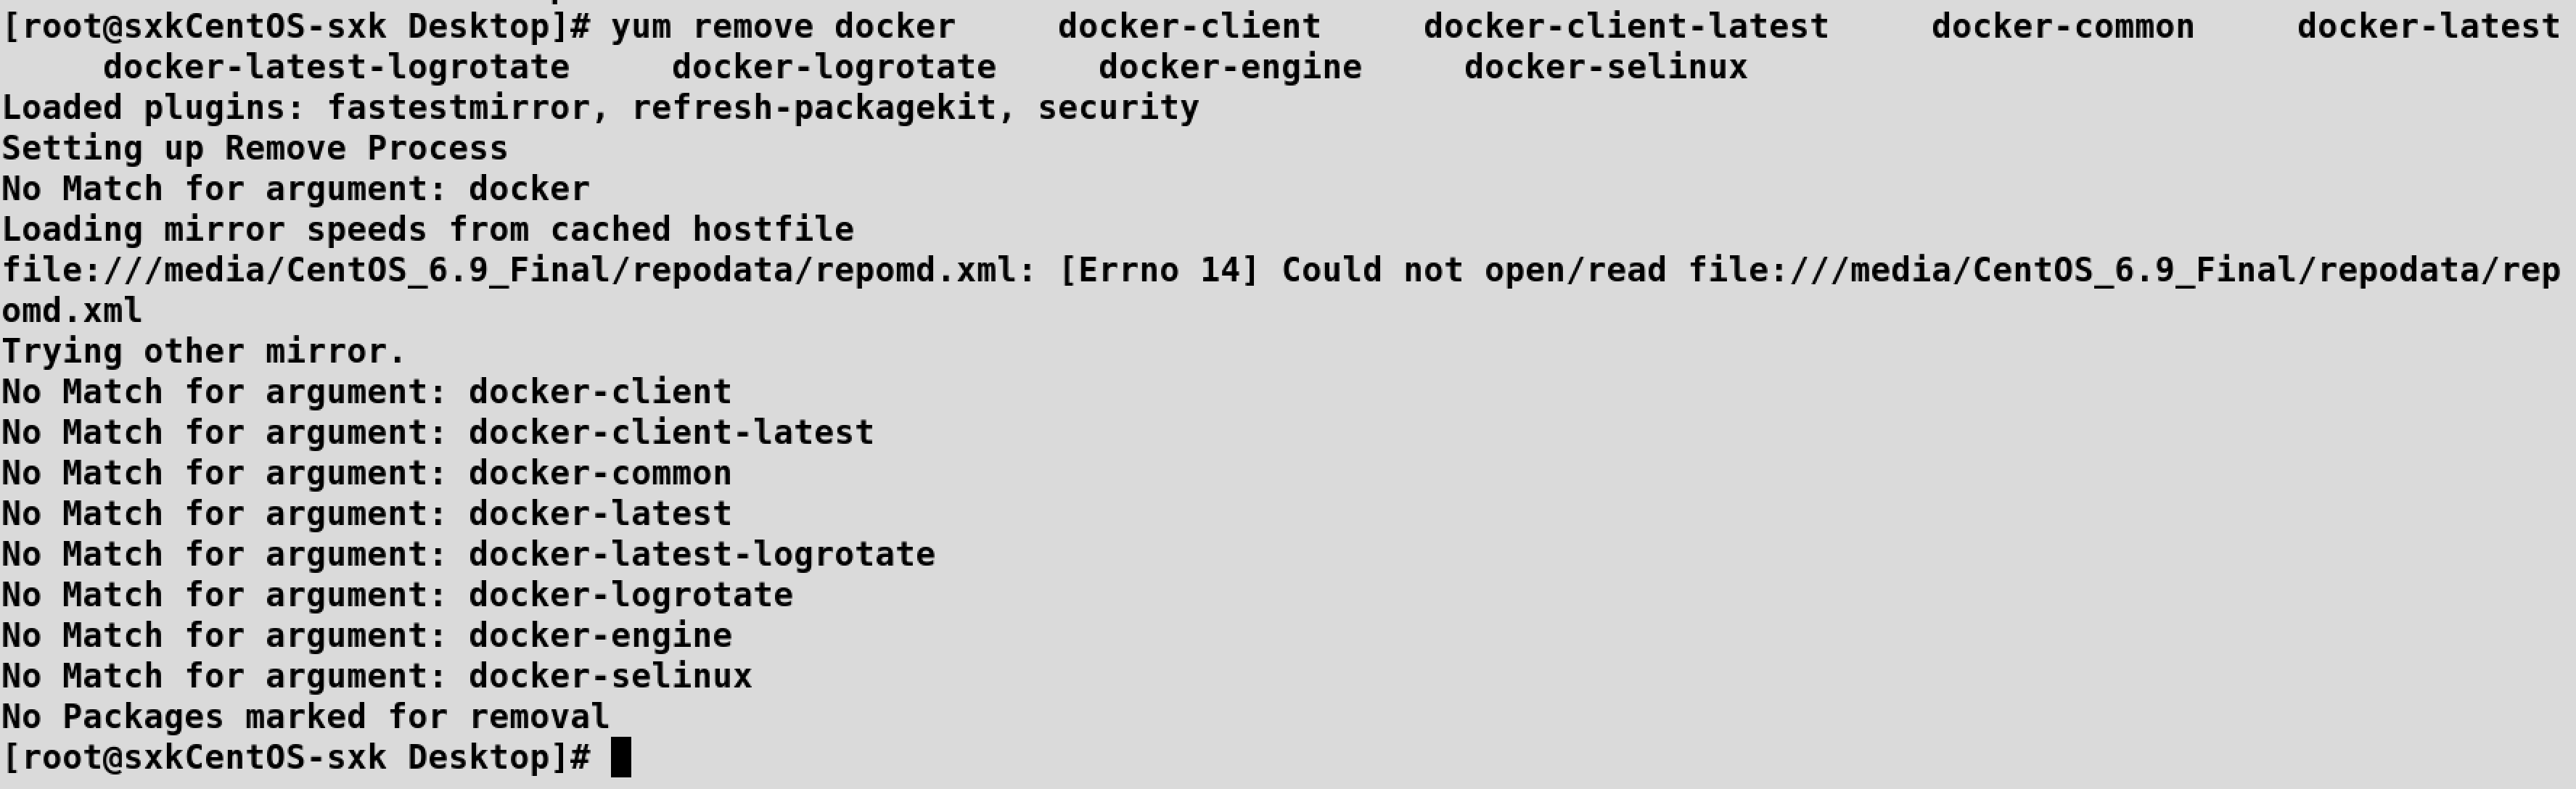 [root@sxkCentOS-sxk Desktop]# yum remove docker     docker-client     docker-client-latest     docker-common     docker-latest
     docker-latest-logrotate     docker-logrotate     docker-engine     docker-selinux
Loaded plugins: fastestmirror, refresh-packagekit, security
Setting up Remove Process
No Match for argument: docker
Loading mirror speeds from cached hostfile
file:///media/CentOS_6.9_Final/repodata/repomd.xml: [Errno 14] Could not open/read file:///media/CentOS_6.9_Final/repodata/rep
omd.xml
Trying other mirror.
No Match for argument: docker-client
No Match for argument: docker-client-latest
No Match for argument: docker-common
No Match for argument: docker-latest
No Match for argument: docker-latest-logrotate
No Match for argument: docker-logrotate
No Match for argument: docker-engine
No Match for argument: docker-selinux
No Packages marked for removal
[root@sxkCentOS-sxk Desktop]#